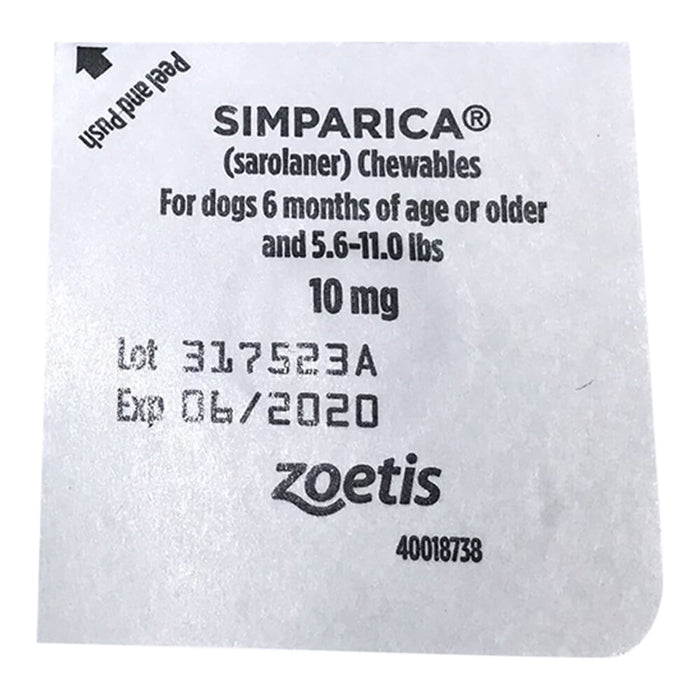 Peel and Push
SIMPARICA®
(sarolaner) Chewables
For dogs 6 months of age or older
and 5.6-11.0 lbs
10 mg
Lot 317523A
Exp 06/2020
zoetis
40018738